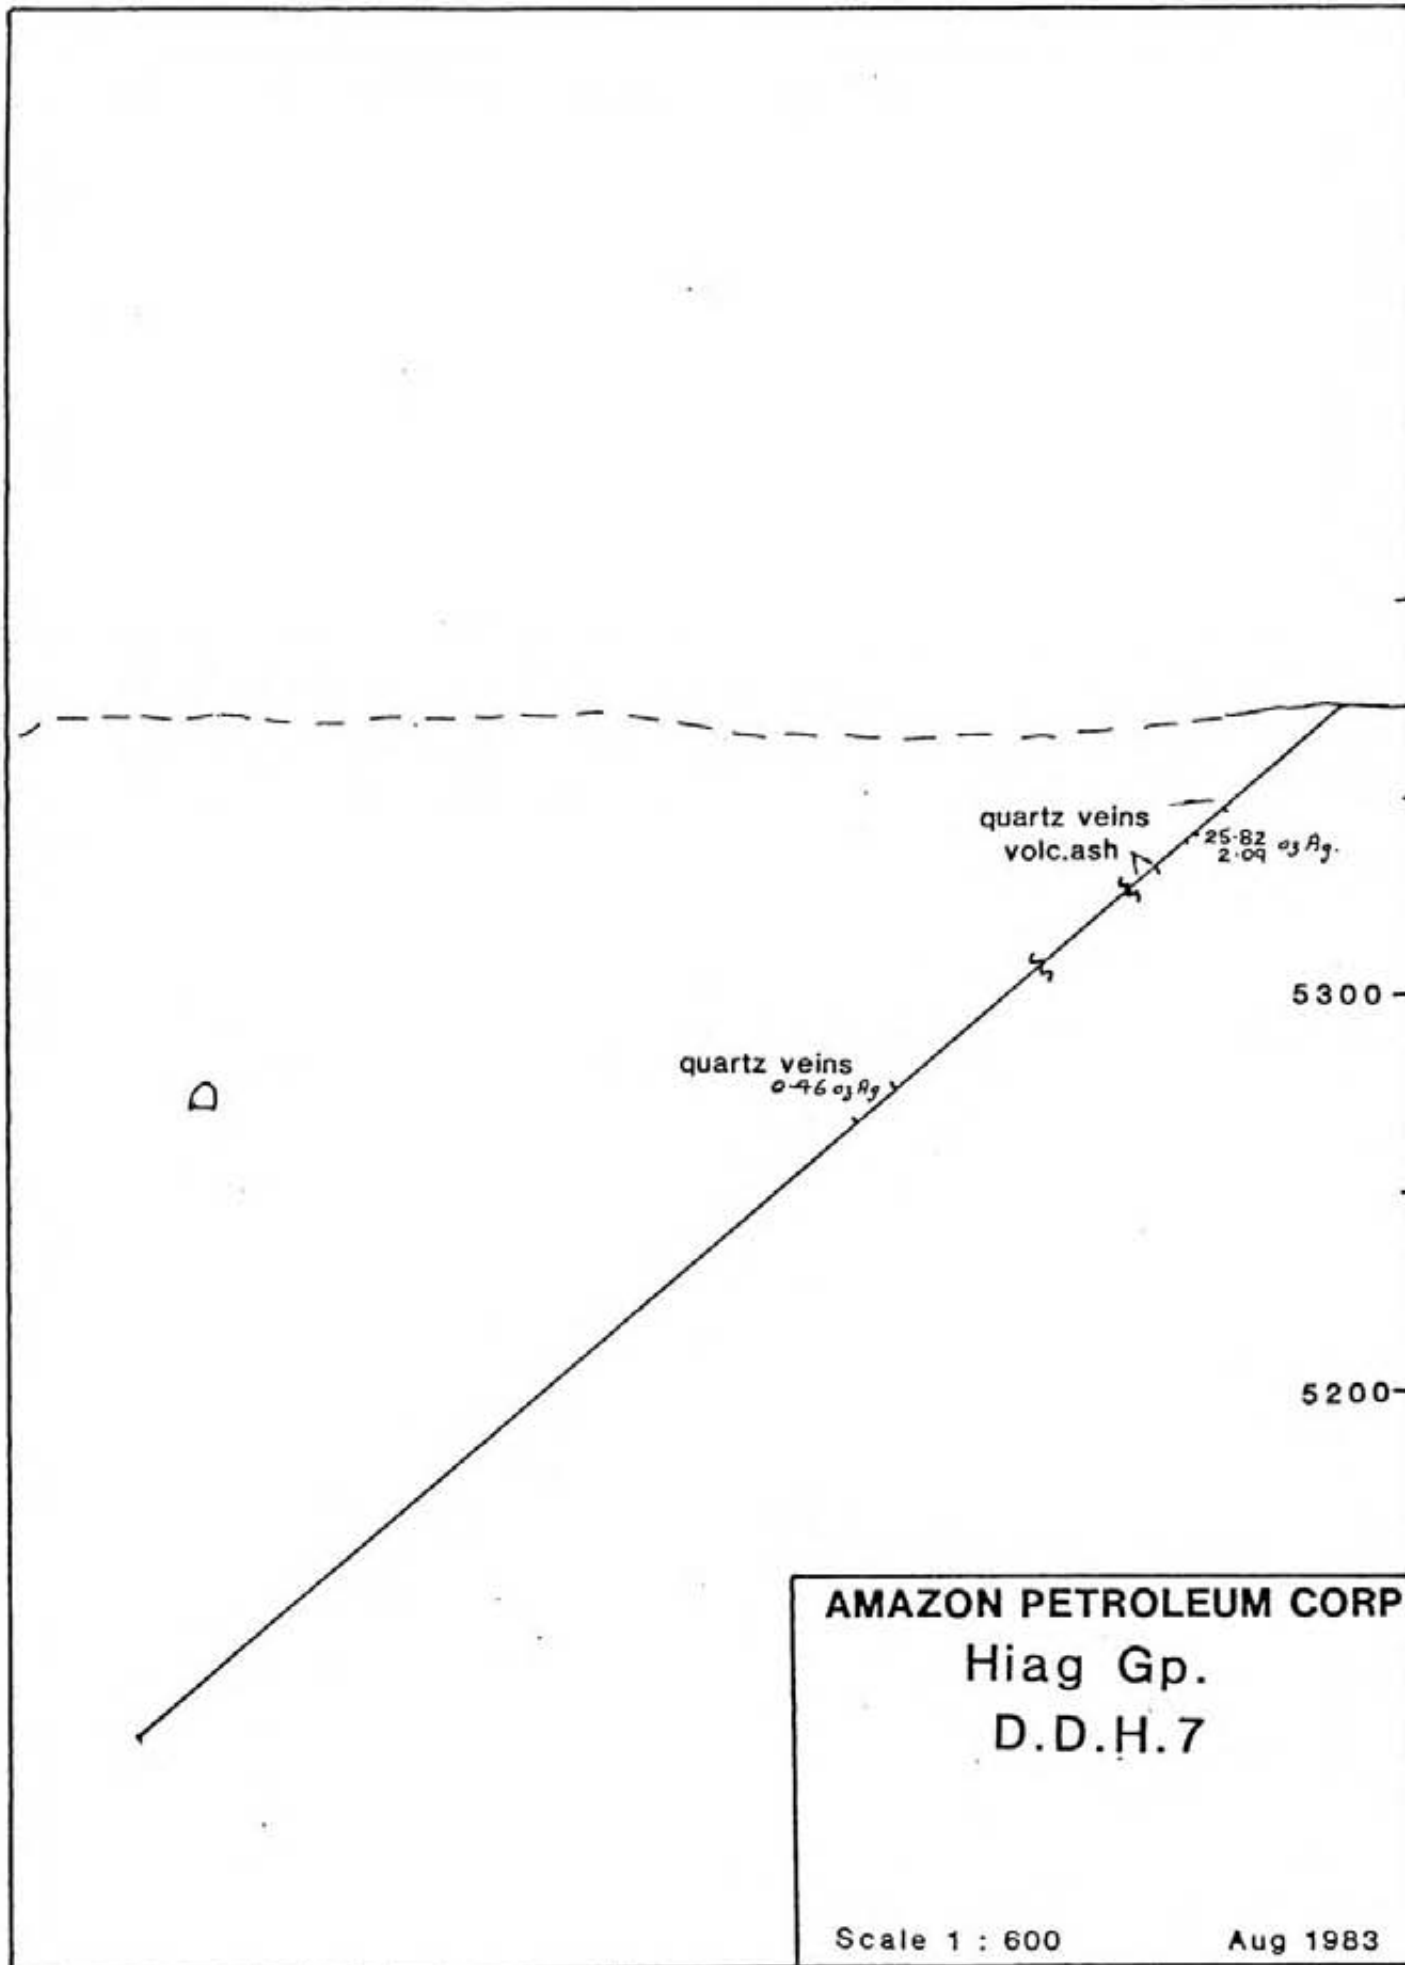 quartz veins
volc.ash
25.82
2.09 oz Ag.
5300
quartz veins
0.46 oz Ag
D
5200
AMAZON PETROLEUM CORP
Hiag Gp.
D.D.H.7
Scale 1 : 600 Aug 1983